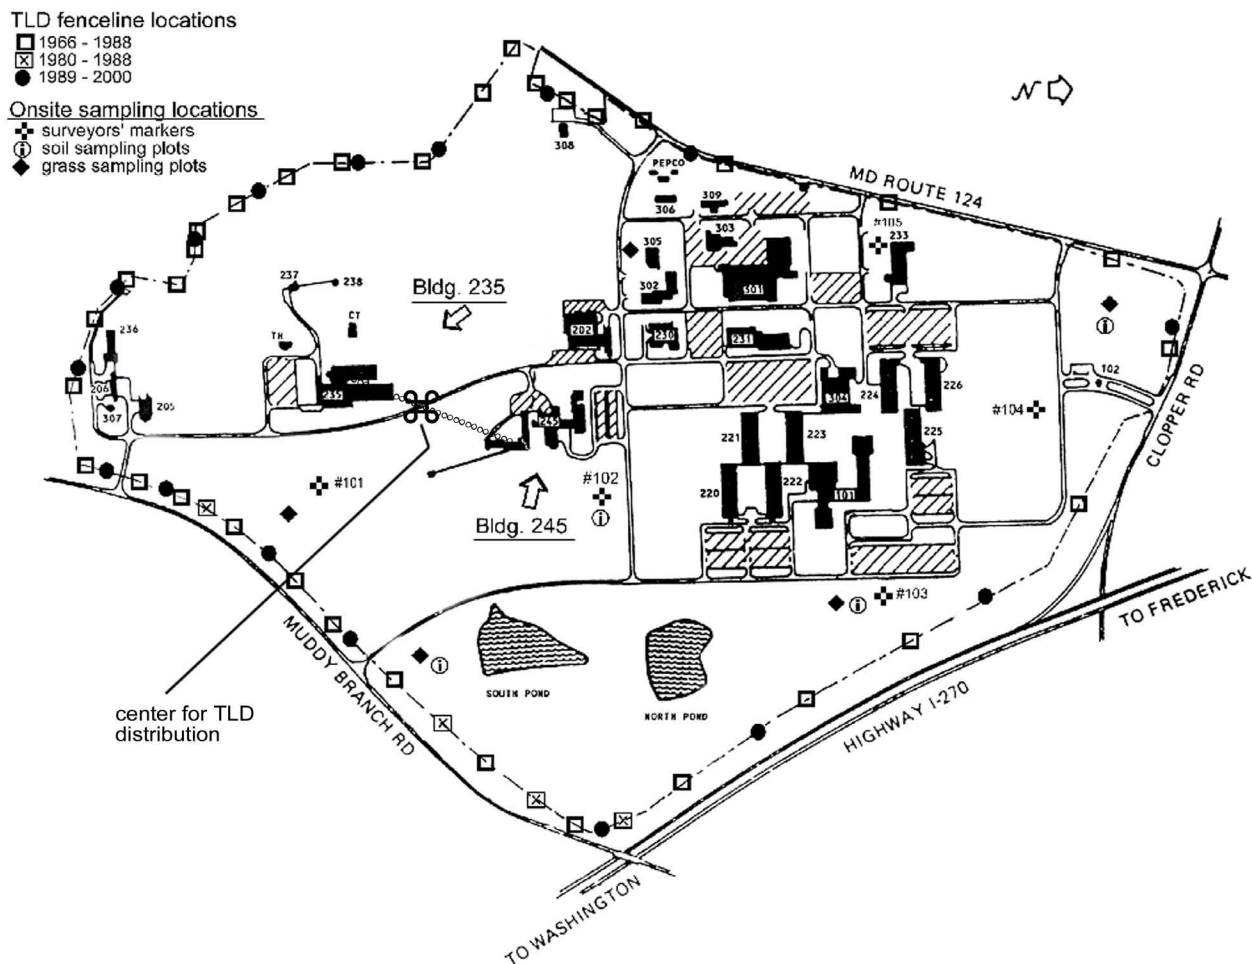 TLD fenceline locations
1966 - 1988
1980 - 1988
1989 - 2000
Onsite sampling locations
surveyors' markers
soil sampling plots
grass sampling plots
N
308
PEPCO
306
309
303
305
302
301
MD ROUTE 124
#105
233
237
238
CT
TH
Bldg. 235
202
230
231
236
206
307
205
235
245
304
224
226
102
#104
225
CLOPPER RD
221
223
220
222
101
#101
#102
Bldg. 245
#103
TO FREDERICK
MUDDY BRANCH RD
SOUTH POND
NORTH POND
HIGHWAY I-270
center for TLD
distribution
TO WASHINGTON